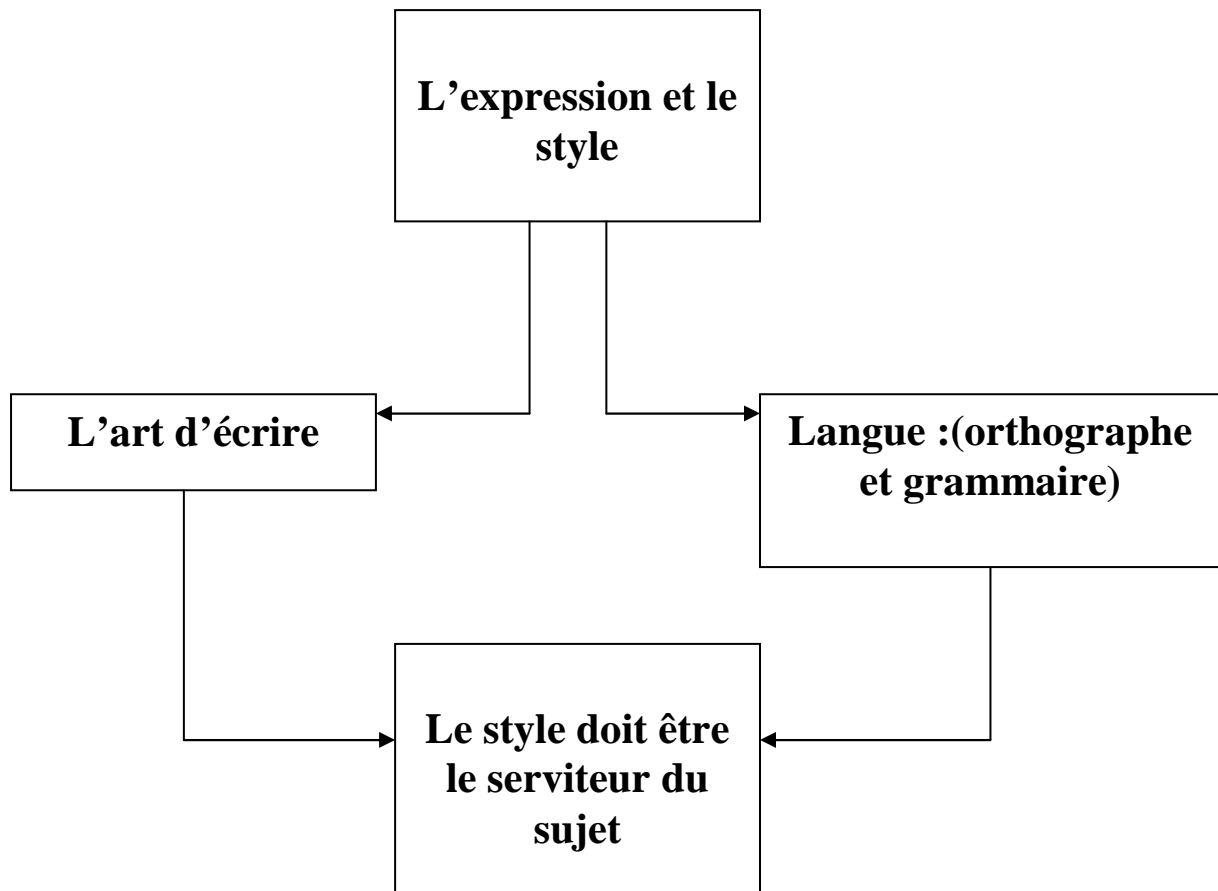 L’expression et le
style
L’art d’écrire
Langue :(orthographe
et grammaire)
Le style doit être
le serviteur du
sujet